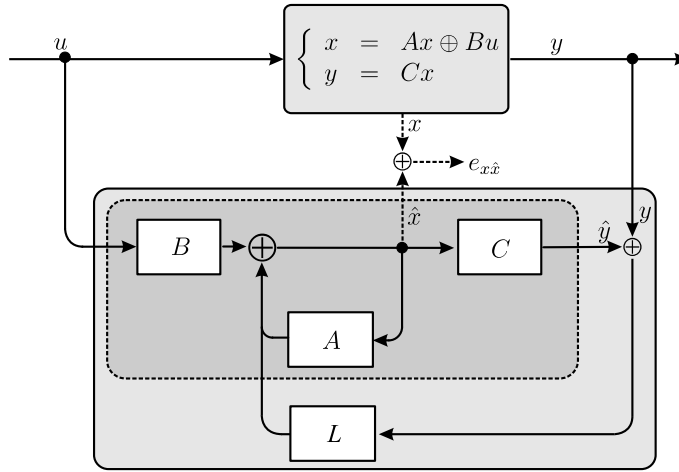 u
x = Ax ⊕ Bu
y = Cx
y
x
⊕
e_{x\hat{x}}
\hat{x}
y
\hat{y}
B
⊕
C
⊕
A
L